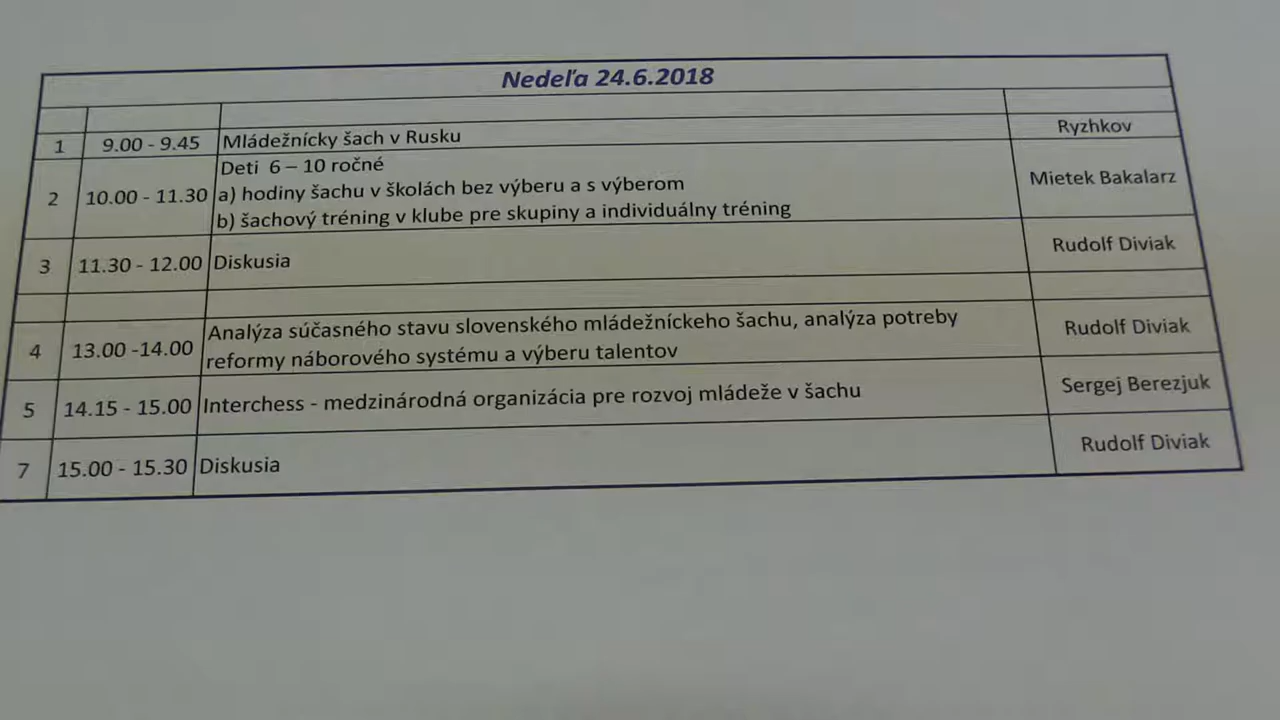 Nedeľa 24.6.2018
1 9.00 - 9.45 Mládežnícky šach v Rusku Ryzhkov
Deti 6 – 10 ročné
2 10.00 - 11.30 a) hodiny šachu v školách bez výberu a s výberom Mietek Bakalarz
b) šachový tréning v klube pre skupiny a individuálny tréning
3 11.30 - 12.00 Diskusia Rudolf Diviak
Analýza súčasného stavu slovenského mládežníckeho šachu, analýza potreby
4 13.00 -14.00 reformy náborového systému a výberu talentov Rudolf Diviak
5 14.15 - 15.00 Interchess - medzinárodná organizácia pre rozvoj mládeže v šachu Sergej Berezjuk
7 15.00 - 15.30 Diskusia Rudolf Diviak